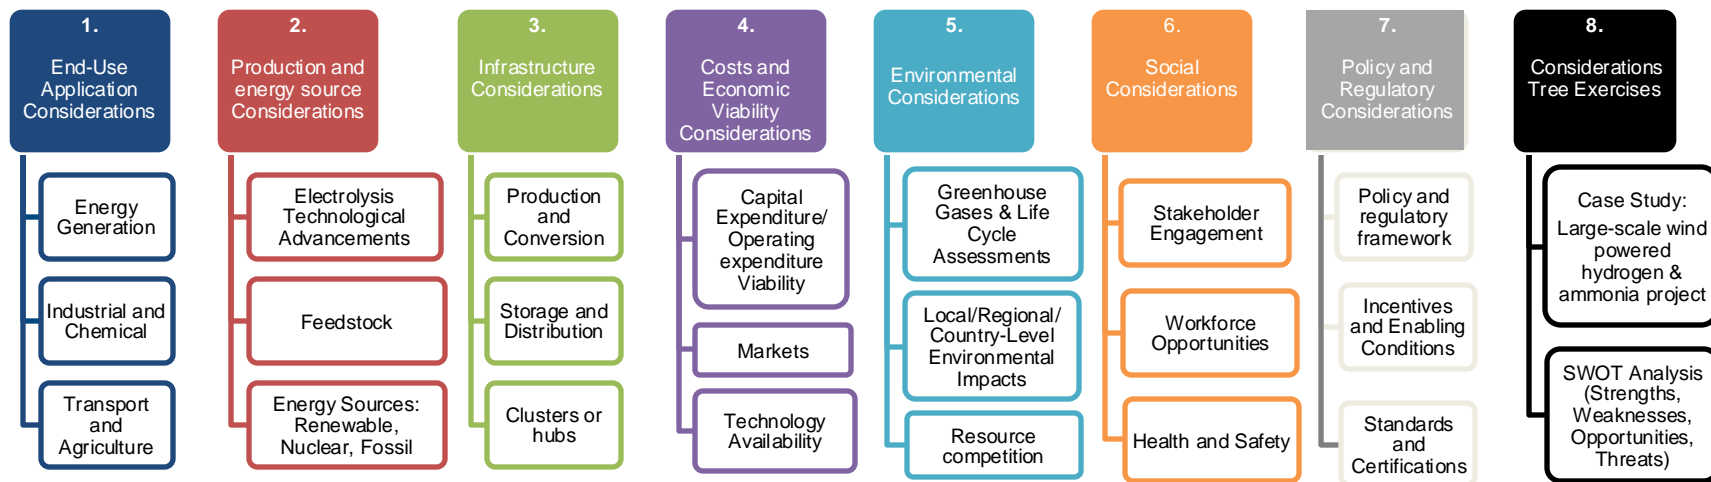 1.
End-Use
Application
Considerations
Energy
Generation
Industrial and
Chemical
Transport
and
Agriculture
2.
Production and
energy source
Considerations
Electrolysis
Technological
Advancements
Feedstock
Energy Sources:
Renewable,
Nuclear, Fossil
3.
Infrastructure
Considerations
Production
and
Conversion
Storage and
Distribution
Clusters or
hubs
4.
Costs and
Economic
Viability
Considerations
Capital
Expenditure/
Operating
expenditure
Viability
Markets
Technology
Availability
5.
Environmental
Considerations
Greenhouse
Gases & Life
Cycle
Assessments
Local/Regional/
Country-Level
Environmental
Impacts
Resource
competition
6.
Social
Considerations
Stakeholder
Engagement
Workforce
Opportunities
Health and Safety
7.
Policy and
Regulatory
Considerations
Policy and
regulatory
framework
Incentives
and Enabling
Conditions
Standards
and
Certifications
8.
Considerations
Tree Exercises
Case Study:
Large-scale wind
powered
hydrogen &
ammonia project
SWOT Analysis
(Strengths,
Weaknesses,
Opportunities,
Threats)